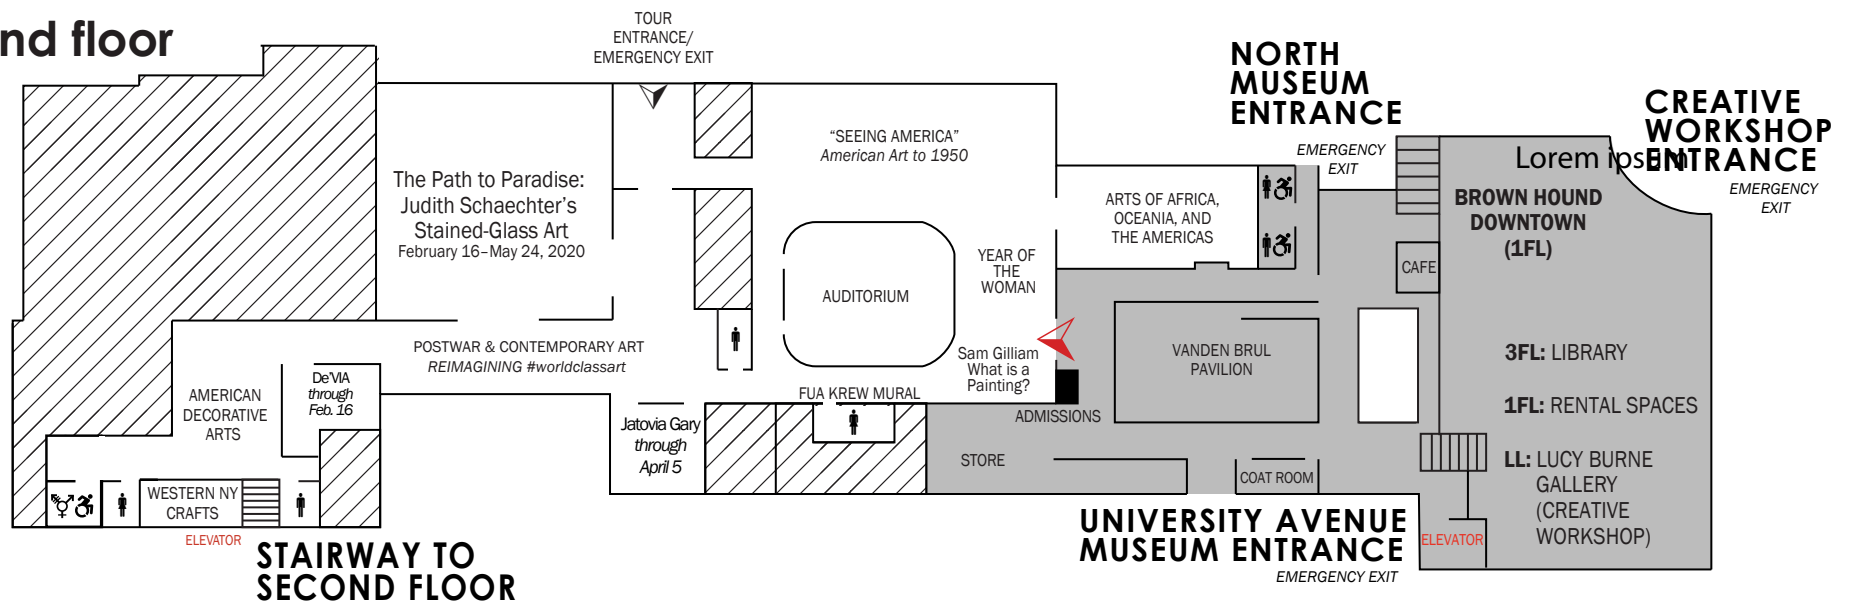 nd floor
TOUR
ENTRANCE/
EMERGENCY EXIT
NORTH
MUSEUM
ENTRANCE
EMERGENCY
EXIT
CREATIVE
WORKSHOP
ENTRANCE
EMERGENCY
EXIT
Lorem ipsum
BROWN HOUND
DOWNTOWN
(1FL)
"SEEING AMERICA"
American Art to 1950
The Path to Paradise:
Judith Schaechter's
Stained-Glass Art
February 16–May 24, 2020
ARTS OF AFRICA,
OCEANIA, AND
THE AMERICAS
YEAR OF
THE
WOMAN
AUDITORIUM
CAFE
POSTWAR & CONTEMPORARY ART
REIMAGINING #worldclassart
Sam Gilliam
What is a
Painting?
VANDEN BRUL
PAVILION
3FL: LIBRARY
1FL: RENTAL SPACES
LL: LUCY BURNE
GALLERY
(CREATIVE
WORKSHOP)
De'VIA
through
Feb. 16
AMERICAN
DECORATIVE
ARTS
FUA KREW MURAL
ADMISSIONS
Jatovia Gary
through
April 5
STORE
COAT ROOM
WESTERN NY
CRAFTS
ELEVATOR
STAIRWAY TO
SECOND FLOOR
UNIVERSITY AVENUE
MUSEUM ENTRANCE
EMERGENCY EXIT
ELEVATOR